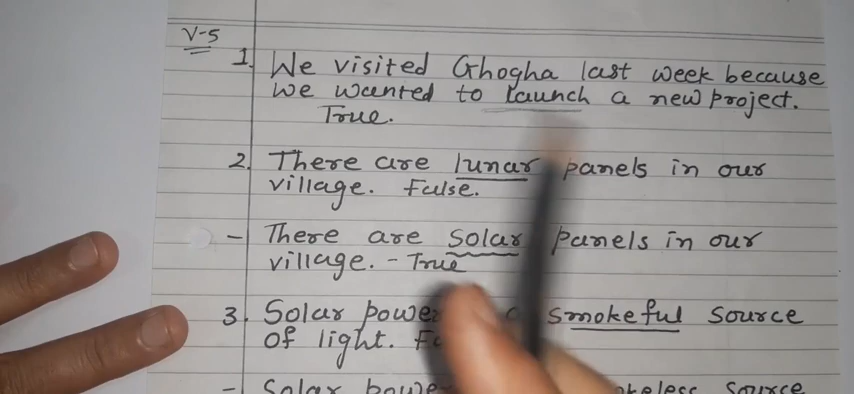 V-5
1. We visited Ghogha last week because
we wanted to launch a new project.
True.
2. There are lunar panels in our
village. False.
- There are solar panels in our
village. - True
3. Solar smokeful source
of light.
- Solar source